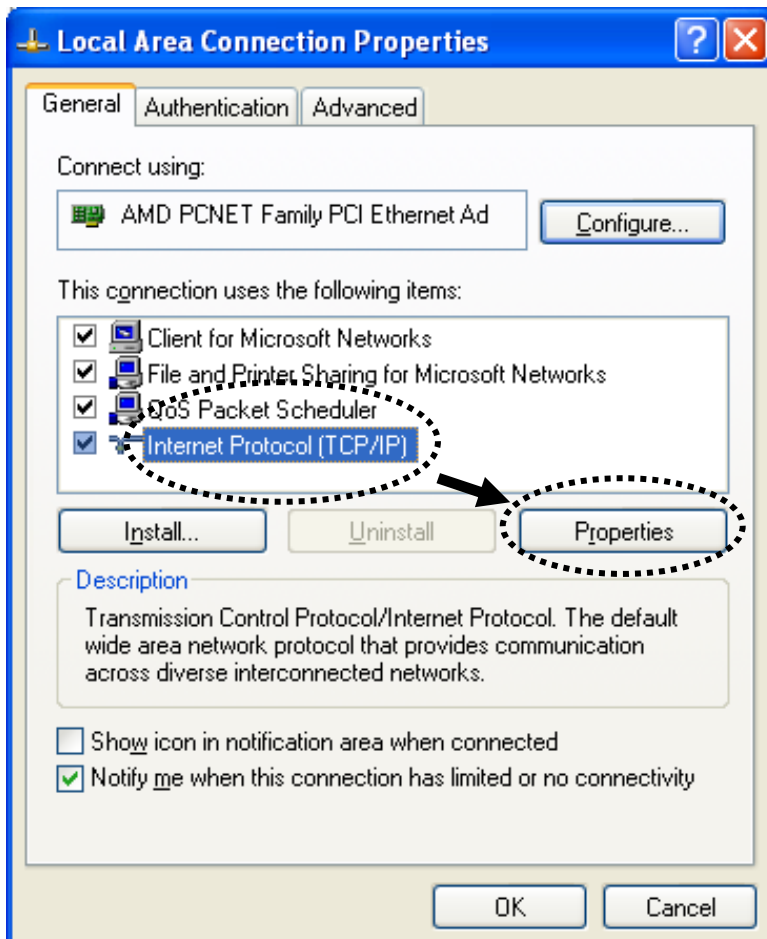 Local Area Connection Properties
General Authentication Advanced
Connect using:
AMD PCNET Family PCI Ethernet Ad
Configure...
This connection uses the following items:
Client for Microsoft Networks
File and Printer Sharing for Microsoft Networks
QoS Packet Scheduler
Internet Protocol (TCP/IP)
Install... Uninstall Properties
Description
Transmission Control Protocol/Internet Protocol. The default
wide area network protocol that provides communication
across diverse interconnected networks.
Show icon in notification area when connected
Notify me when this connection has limited or no connectivity
OK Cancel